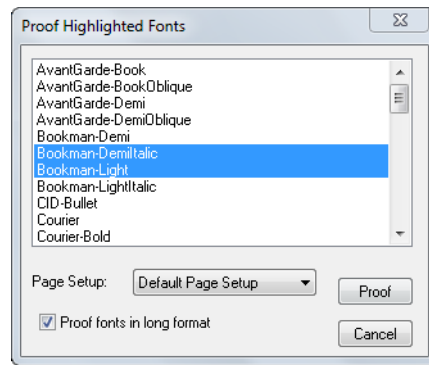 Proof Highlighted Fonts
AvantGarde-Book
AvantGarde-BookOblique
AvantGarde-Demi
AvantGarde-DemiOblique
Bookman-Demi
Bookman-DemiItalic
Bookman-Light
Bookman-LightItalic
CID-Bullet
Courier
Courier-Bold
Page Setup: Default Page Setup
Proof
Proof fonts in long format
Cancel